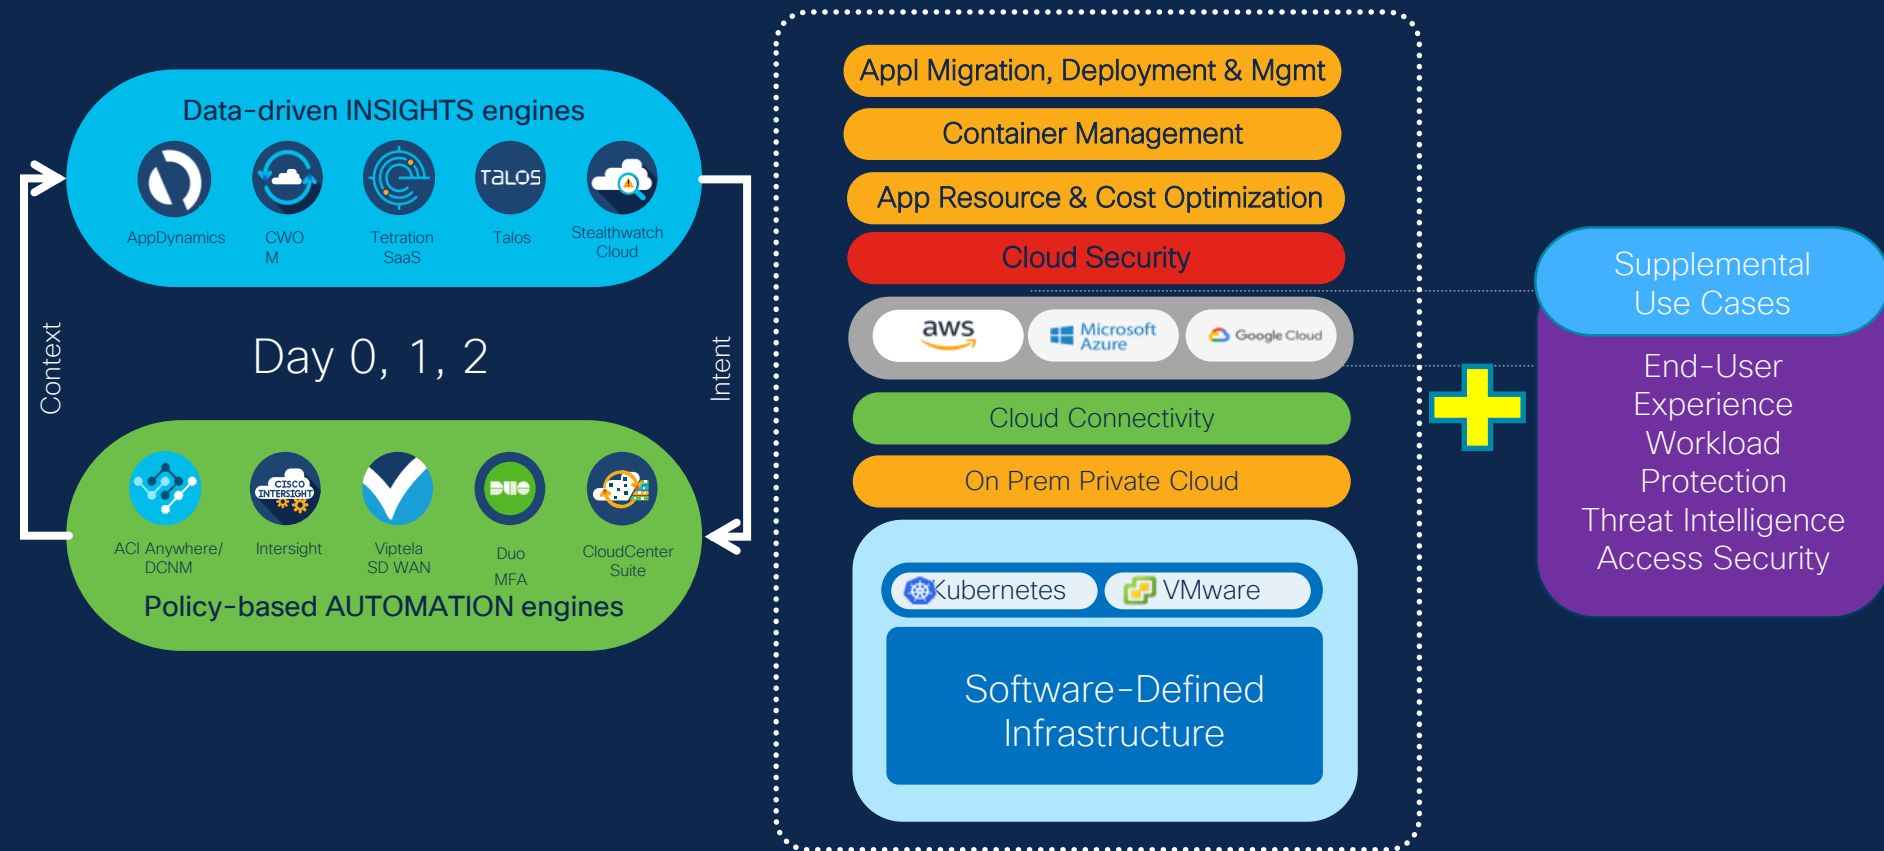 Data-driven INSIGHTS engines
TALOS
AppDynamics
CWO
M
Tetration
SaaS
Talos
Stealthwatch
Cloud
Context
Day 0, 1, 2
Intent
CISCO
INTERSIGHT
DUO
ACI Anywhere/
DCNM
Intersight
Viptela
SD WAN
Duo
MFA
CloudCenter
Suite
Policy-based AUTOMATION engines
Appl Migration, Deployment & Mgmt
Container Management
App Resource & Cost Optimization
Cloud Security
aws
Microsoft
Azure
Google Cloud
Cloud Connectivity
On Prem Private Cloud
Kubernetes
VMware
Software-Defined
Infrastructure
Supplemental
Use Cases
End-User
Experience
Workload
Protection
Threat Intelligence
Access Security